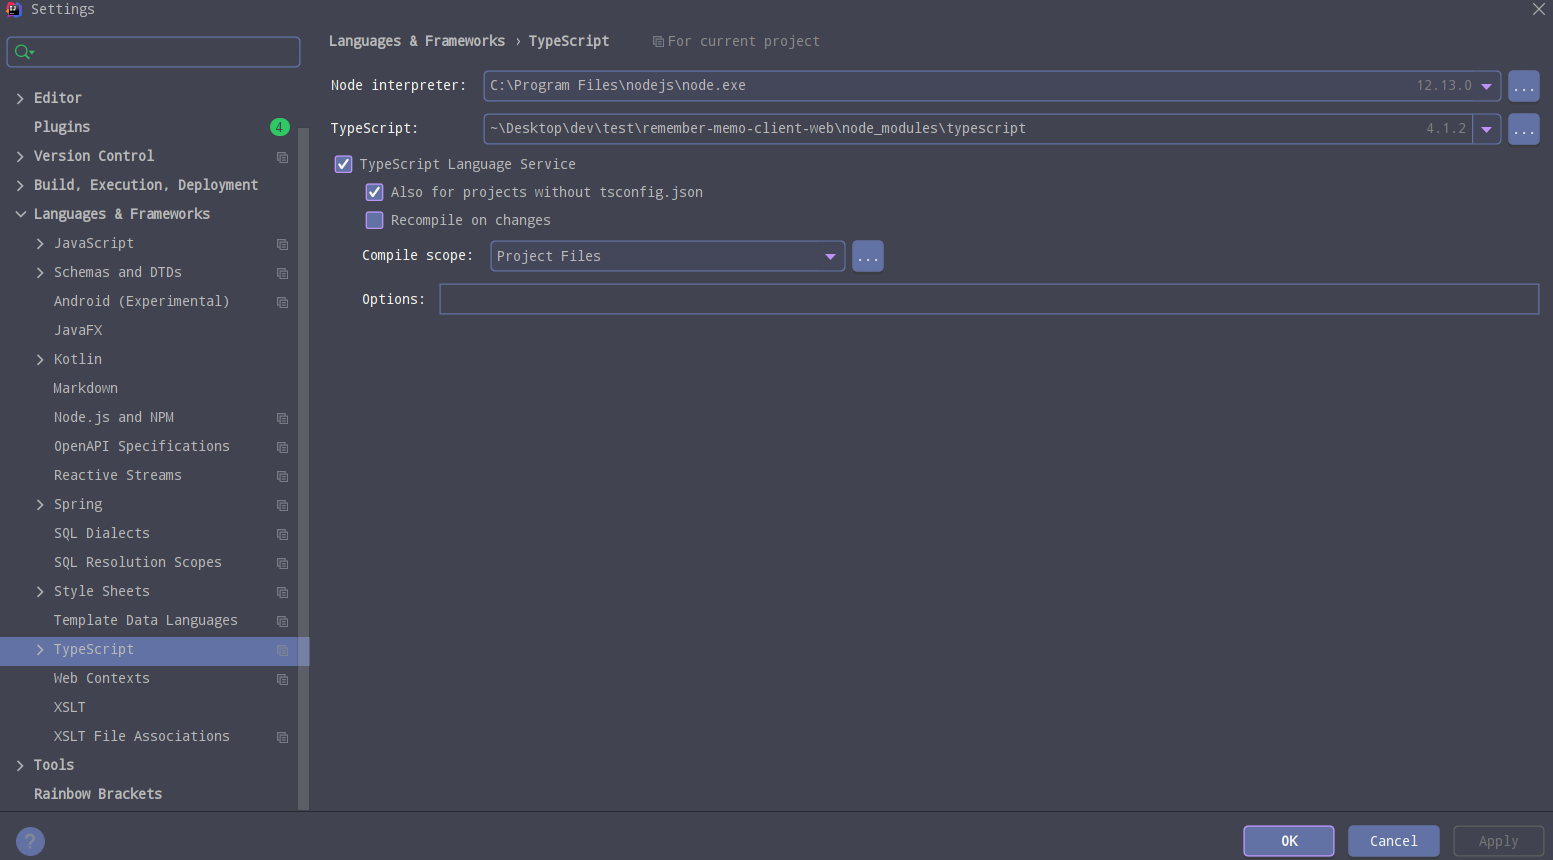 Settings
Editor
Plugins 4
Version Control
Build, Execution, Deployment
Languages & Frameworks
JavaScript
Schemas and DTDs
Android (Experimental)
JavaFX
Kotlin
Markdown
Node.js and NPM
OpenAPI Specifications
Reactive Streams
Spring
SQL Dialects
SQL Resolution Scopes
Style Sheets
Template Data Languages
TypeScript
Web Contexts
XSLT
XSLT File Associations
Tools
Rainbow Brackets
Languages & Frameworks › TypeScript For current project
Node interpreter: C:\Program Files\nodejs\node.exe 12.13.0 ...
TypeScript: ~\Desktop\dev\test\remember-memo-client-web\node_modules\typescript 4.1.2 ...
TypeScript Language Service
Also for projects without tsconfig.json
Recompile on changes
Compile scope: Project Files ...
Options:
? OK Cancel Apply